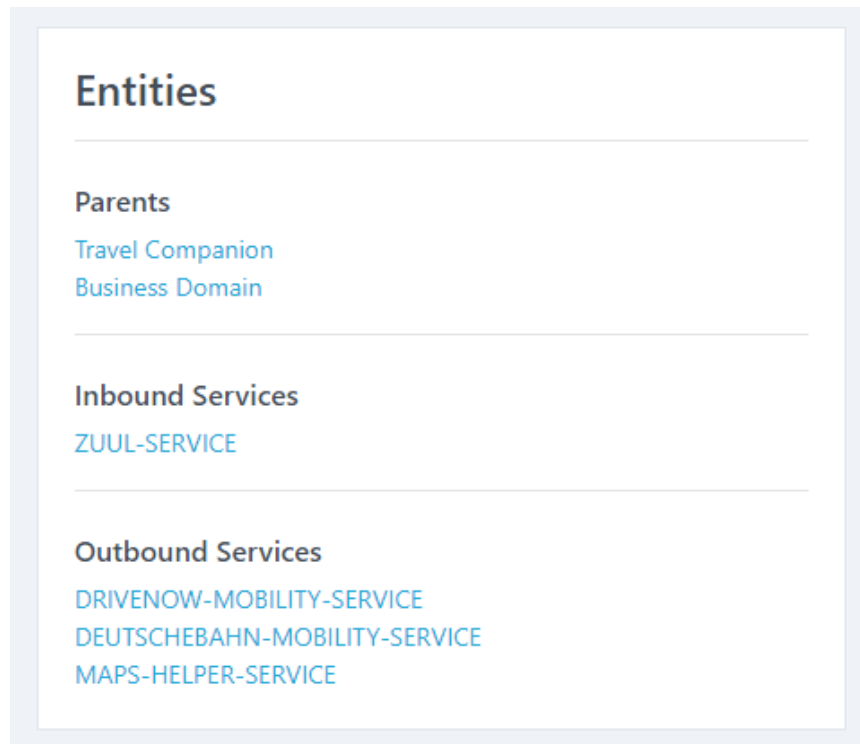 Entities
Parents
Travel Companion
Business Domain
Inbound Services
ZUUL-SERVICE
Outbound Services
DRIVENOW-MOBILITY-SERVICE
DEUTSCHEBAHN-MOBILITY-SERVICE
MAPS-HELPER-SERVICE